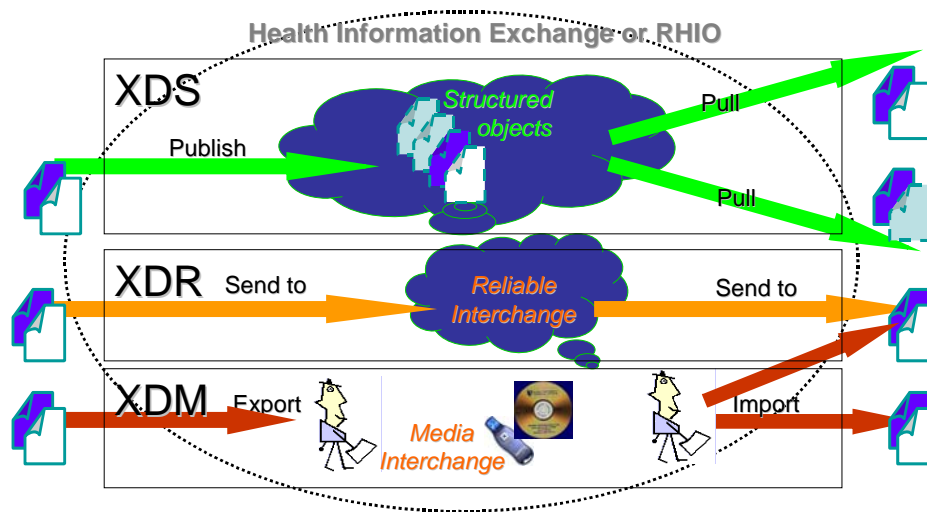 Health Information Exchange or RHIO
XDS
Structured
objects
Publish
Pull
Pull
XDR
Send to
Reliable
Interchange
Send to
XDM
Export
Media
Interchange
Import